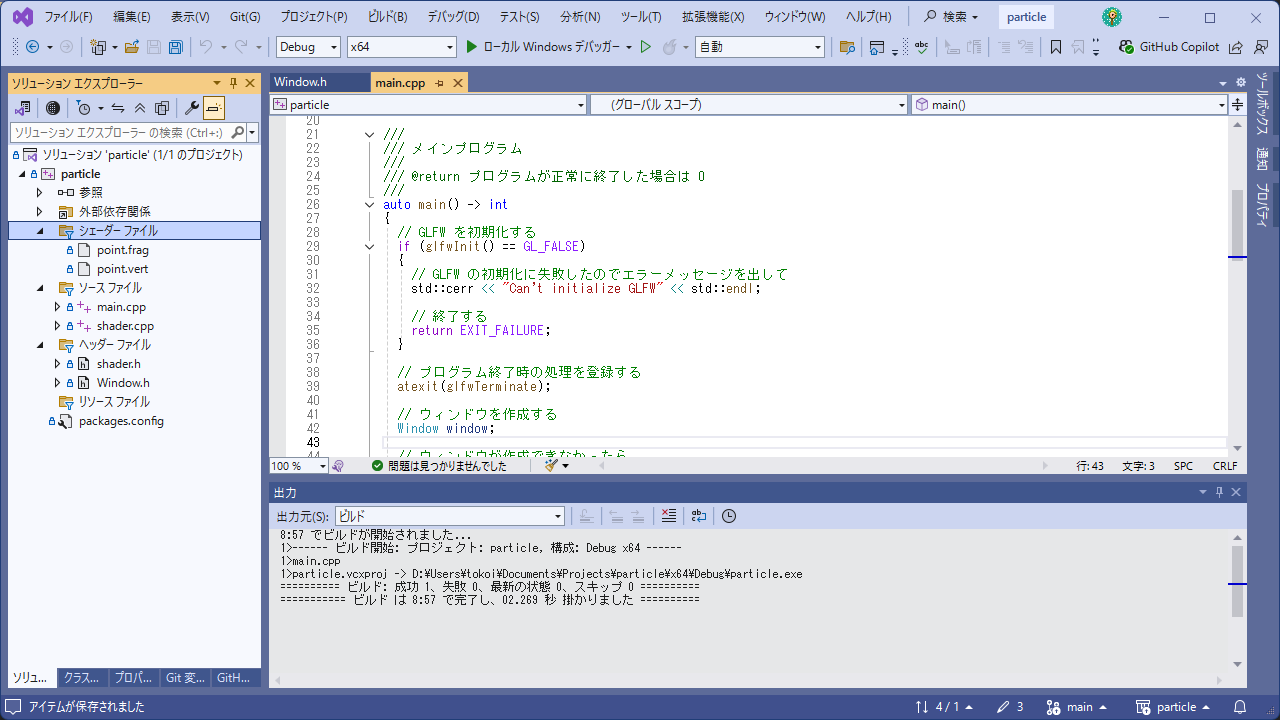 ファイル(F) 編集(E) 表示(V) Git(G) プロジェクト(P) ビルド(B) デバッグ(D) テスト(S) 分析(N) ツール(T) 拡張機能(X) ウィンドウ(W) ヘルプ(H) 検索 particle
Debug x64 ローカル Windows デバッガー 自動 GitHub Copilot
ソリューション エクスプローラー
ソリューション エクスプローラー の検索 (Ctrl+:)
ソリューション 'particle' (1/1 のプロジェクト)
particle
参照
外部依存関係
シェーダー ファイル
point.frag
point.vert
ソース ファイル
main.cpp
shader.cpp
ヘッダー ファイル
shader.h
Window.h
リソース ファイル
packages.config
ソリュ... クラス... プロパ... Git 変... GitH...
Window.h main.cpp
particle (グローバル スコープ) main()
20
21 ///
22 /// メインプログラム
23 ///
24 /// @return プログラムが正常に終了した場合は 0
25 ///
26 auto main() -> int
27 {
28 // GLFW を初期化する
29 if (glfwInit() == GL_FALSE)
30 {
31 // GLFW の初期化に失敗したのでエラーメッセージを出して
32 std::cerr << "Can't initialize GLFW" << std::endl;
33
34 // 終了する
35 return EXIT_FAILURE;
36 }
37
38 // プログラム終了時の処理を登録する
39 atexit(glfwTerminate);
40
41 // ウィンドウを作成する
42 Window window;
43
44 // ウィンドウが作成できなかったら
100 % 問題は見つかりませんでした 行: 43 文字: 3 SPC CRLF
出力
出力元(S): ビルド
8:57 でビルドが開始されました...
1>------ ビルド開始: プロジェクト: particle, 構成: Debug x64 ------
1>main.cpp
1>particle.vcxproj -> D:¥Users¥tokoi¥Documents¥Projects¥particle¥x64¥Debug¥particle.exe
========== ビルド: 成功 1、失敗 0、最新の状態 0、スキップ 0 ==========
=========== ビルド は 8:57 で完了し、02.269 秒 掛かりました ==========
ツールボックス
通知
プロパティ
アイテムが保存されました 4 / 1 3 main particle